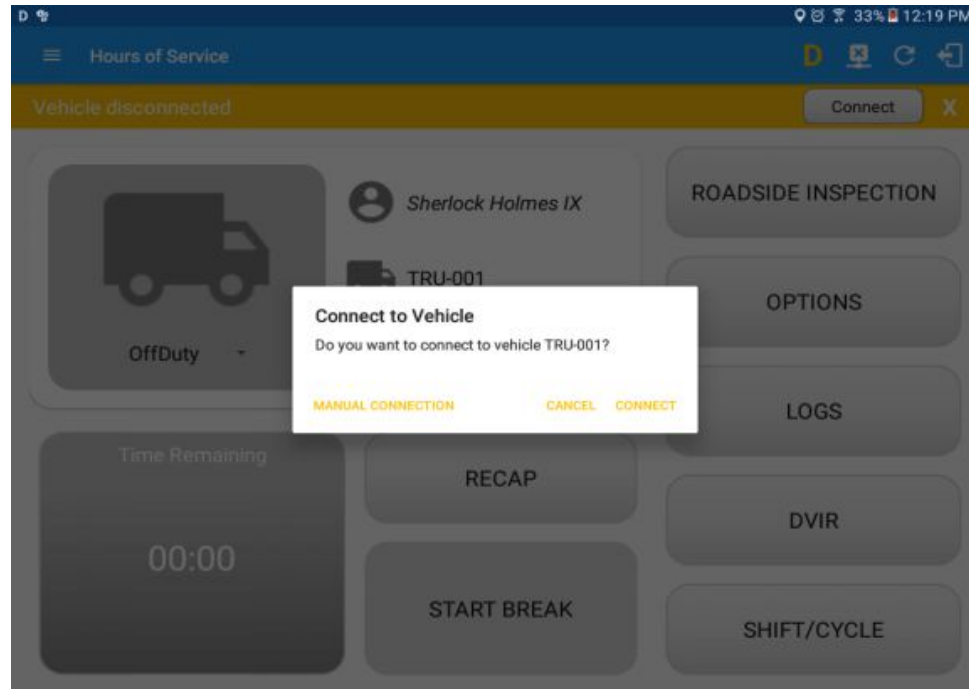 D
33% 12:19 PM
Hours of Service
D
Vehicle disconnected
Connect
X
Sherlock Holmes IX
TRU-001
OffDuty
Connect to Vehicle
Do you want to connect to vehicle TRU-001?
MANUAL CONNECTION
CANCEL
CONNECT
Time Remaining
00:00
RECAP
START BREAK
ROADSIDE INSPECTION
OPTIONS
LOGS
DVIR
SHIFT/CYCLE